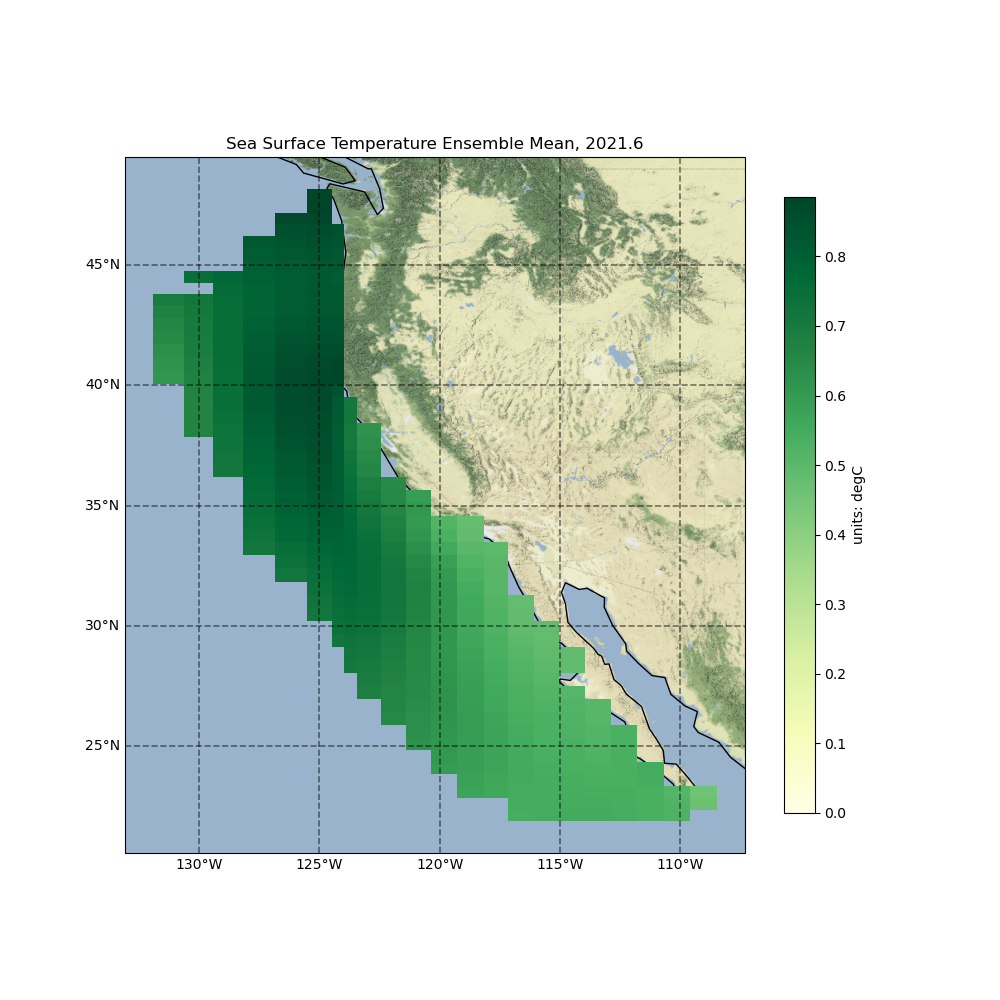 Sea Surface Temperature Ensemble Mean, 2021.6
45°N
40°N
35°N
30°N
25°N
130°W
125°W
120°W
115°W
110°W
0.8
0.7
0.6
0.5
0.4
0.3
0.2
0.1
0.0
units: degC